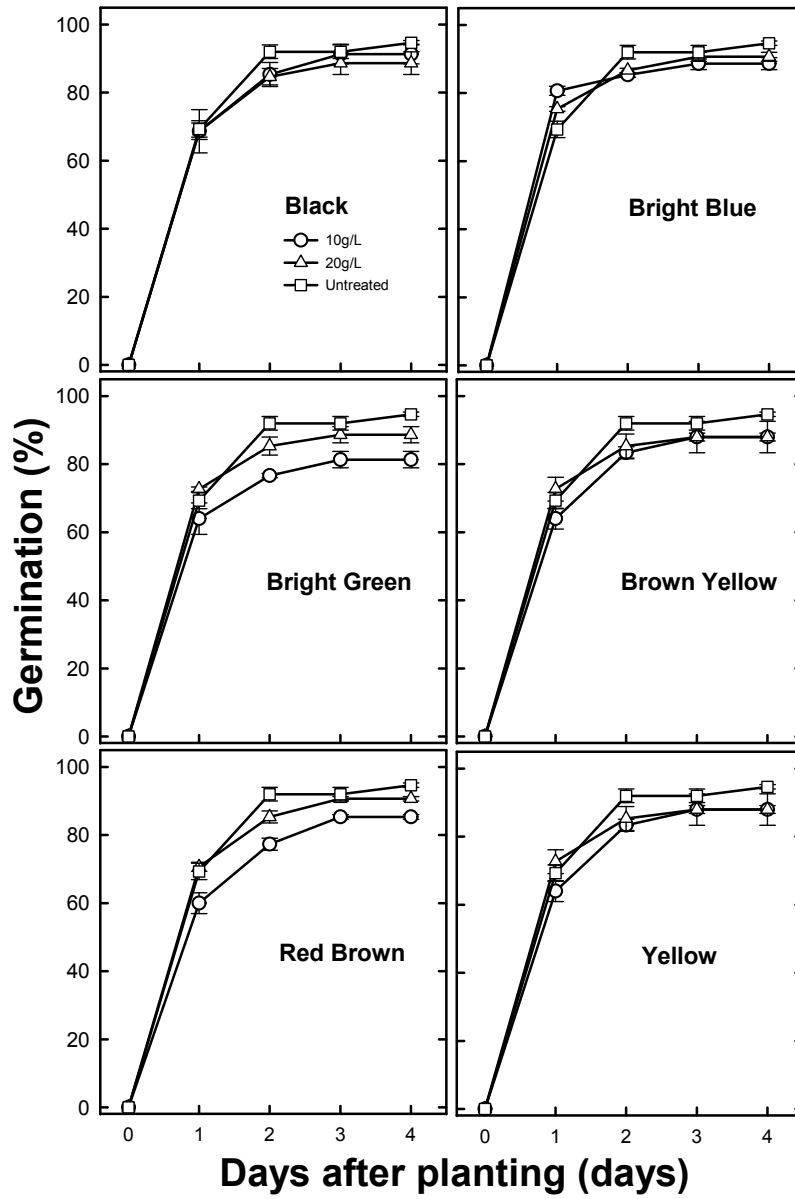 100
80
60
40
20
0
Black
10g/L
20g/L
Untreated
Bright Blue
100
80
60
40
20
0
Bright Green
Brown Yellow
100
80
60
40
20
0
Red Brown
Yellow
Germination (%)
0 1 2 3 4 0 1 2 3 4
Days after planting (days)